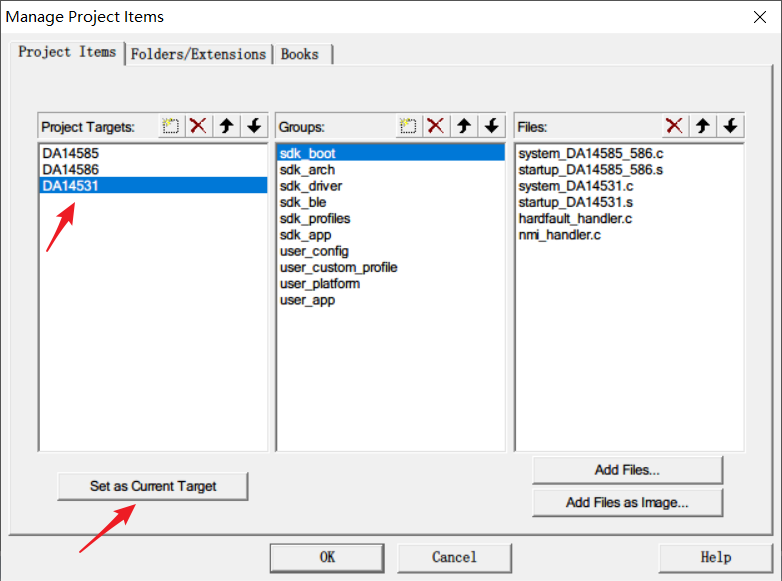 Manage Project Items
Project Items
Folders/Extensions
Books
Project Targets:
DA14585
DA14586
DA14531
Groups:
sdk_boot
sdk_arch
sdk_driver
sdk_ble
sdk_profiles
sdk_app
user_config
user_custom_profile
user_platform
user_app
Files:
system_DA14585_586.c
startup_DA14585_586.s
system_DA14531.c
startup_DA14531.s
hardfault_handler.c
nmi_handler.c
Set as Current Target
Add Files...
Add Files as Image...
OK
Cancel
Help